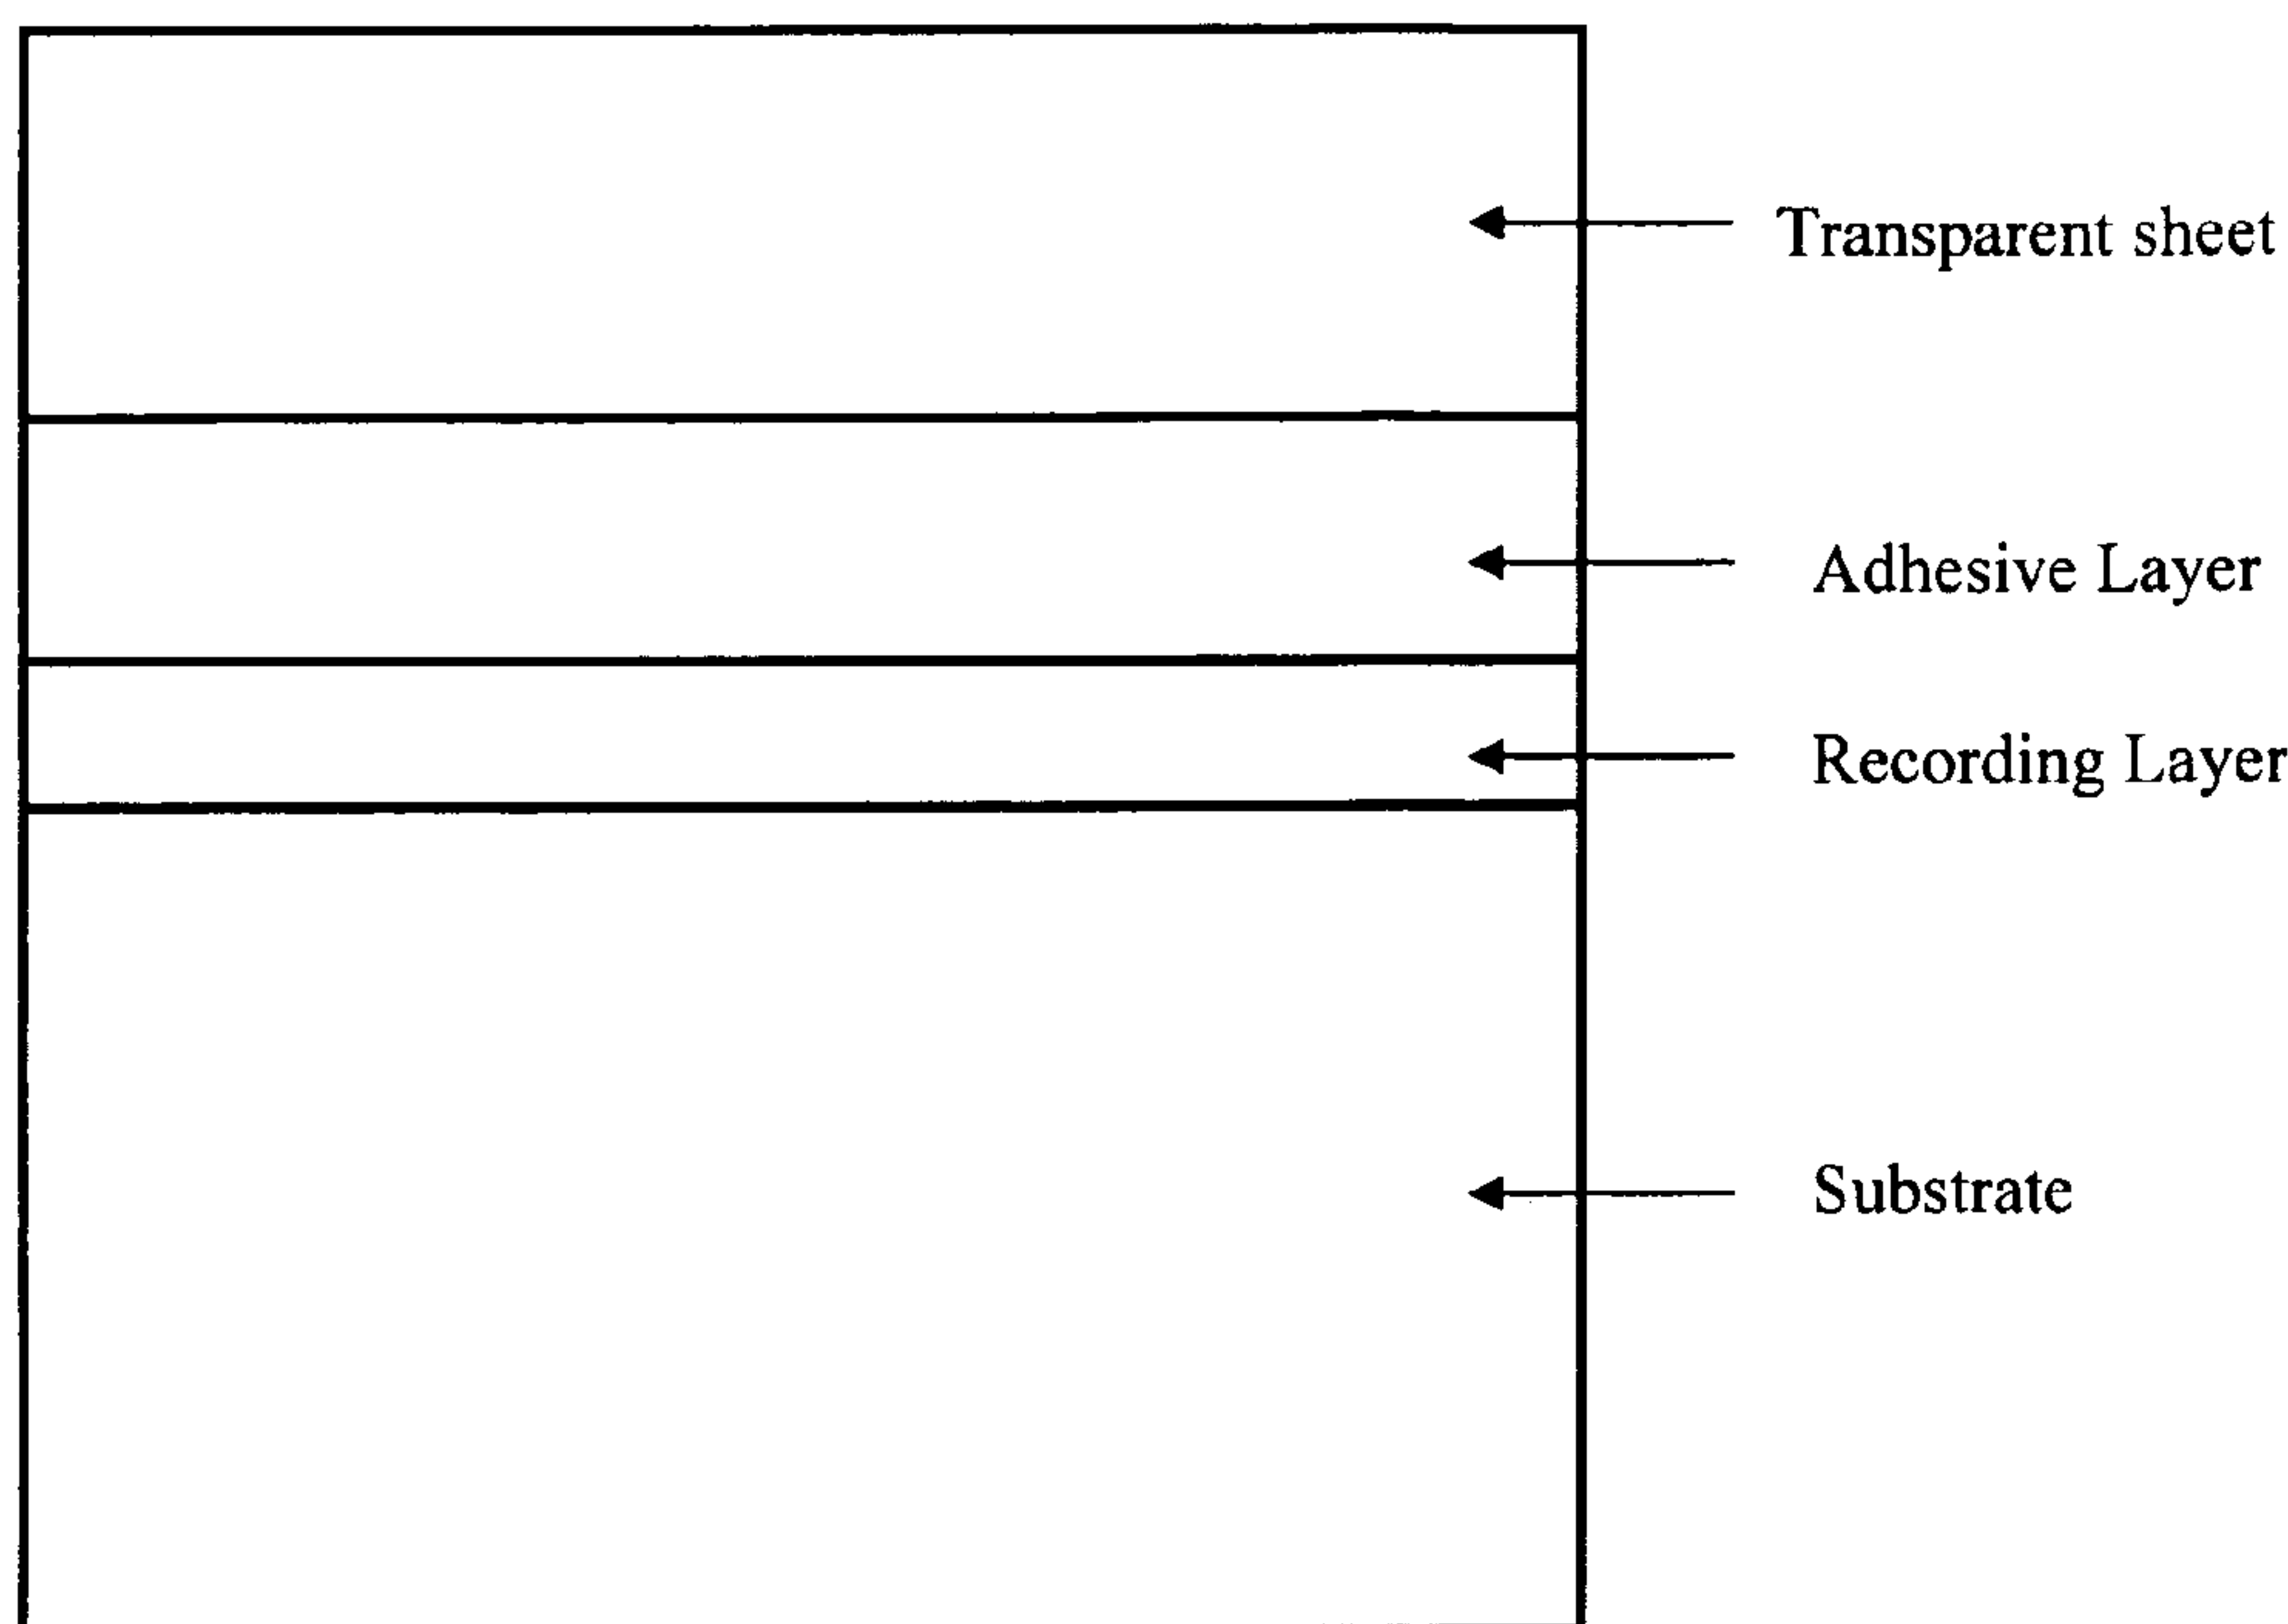 Transparent sheet
Adhesive Layer
Recording Layer
Substrate